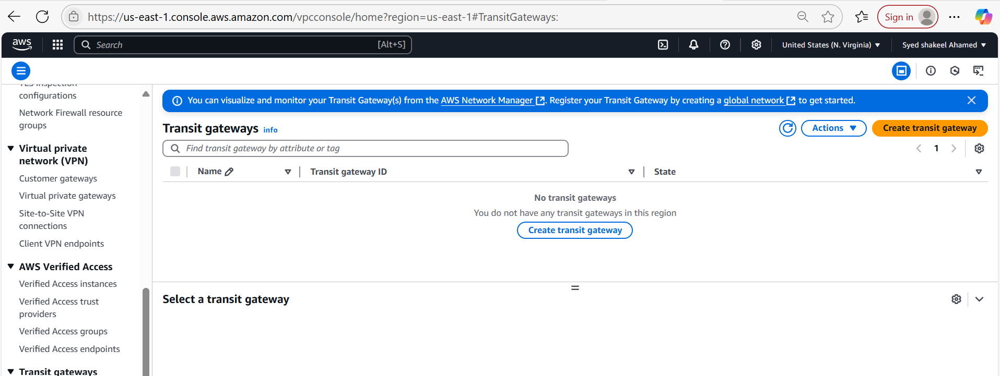 https://us-east-1.console.aws.amazon.com/vpcconsole/home?region=us-east-1#TransitGateways:
Sign in
aws
Search
[Alt+S]
United States (N. Virginia)
Syed shakeel Ahamed
TLS inspection
configurations
Network Firewall resource
groups
Virtual private
network (VPN)
Customer gateways
Virtual private gateways
Site-to-Site VPN
connections
Client VPN endpoints
AWS Verified Access
Verified Access instances
Verified Access trust
providers
Verified Access groups
Verified Access endpoints
Transit gateways
You can visualize and monitor your Transit Gateway(s) from the AWS Network Manager. Register your Transit Gateway by creating a global network to get started.
Transit gateways info
Actions
Create transit gateway
Find transit gateway by attribute or tag
1
Name
Transit gateway ID
State
No transit gateways
You do not have any transit gateways in this region
Create transit gateway
Select a transit gateway